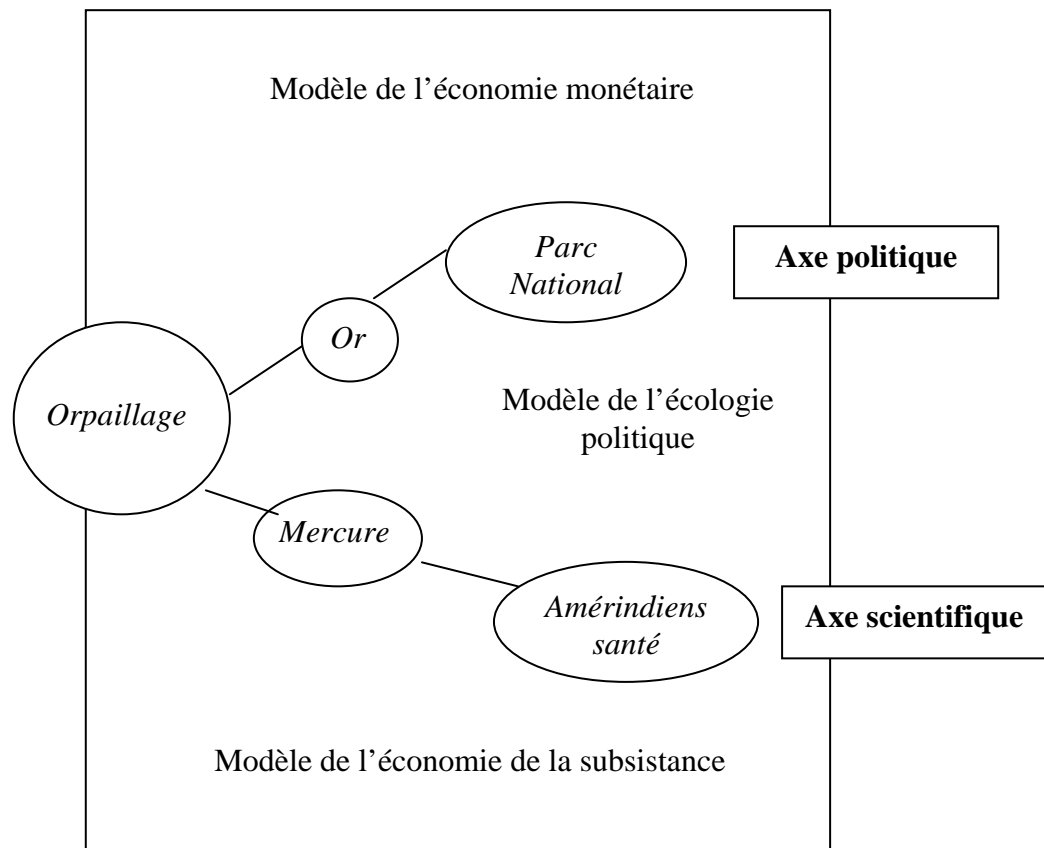 Modèle de l’économie monétaire
Parc
National
Axe politique
Or
Orpaillage
Modèle de l’écologie
politique
Mercure
Amérindiens
santé
Axe scientifique
Modèle de l’économie de la subsistance